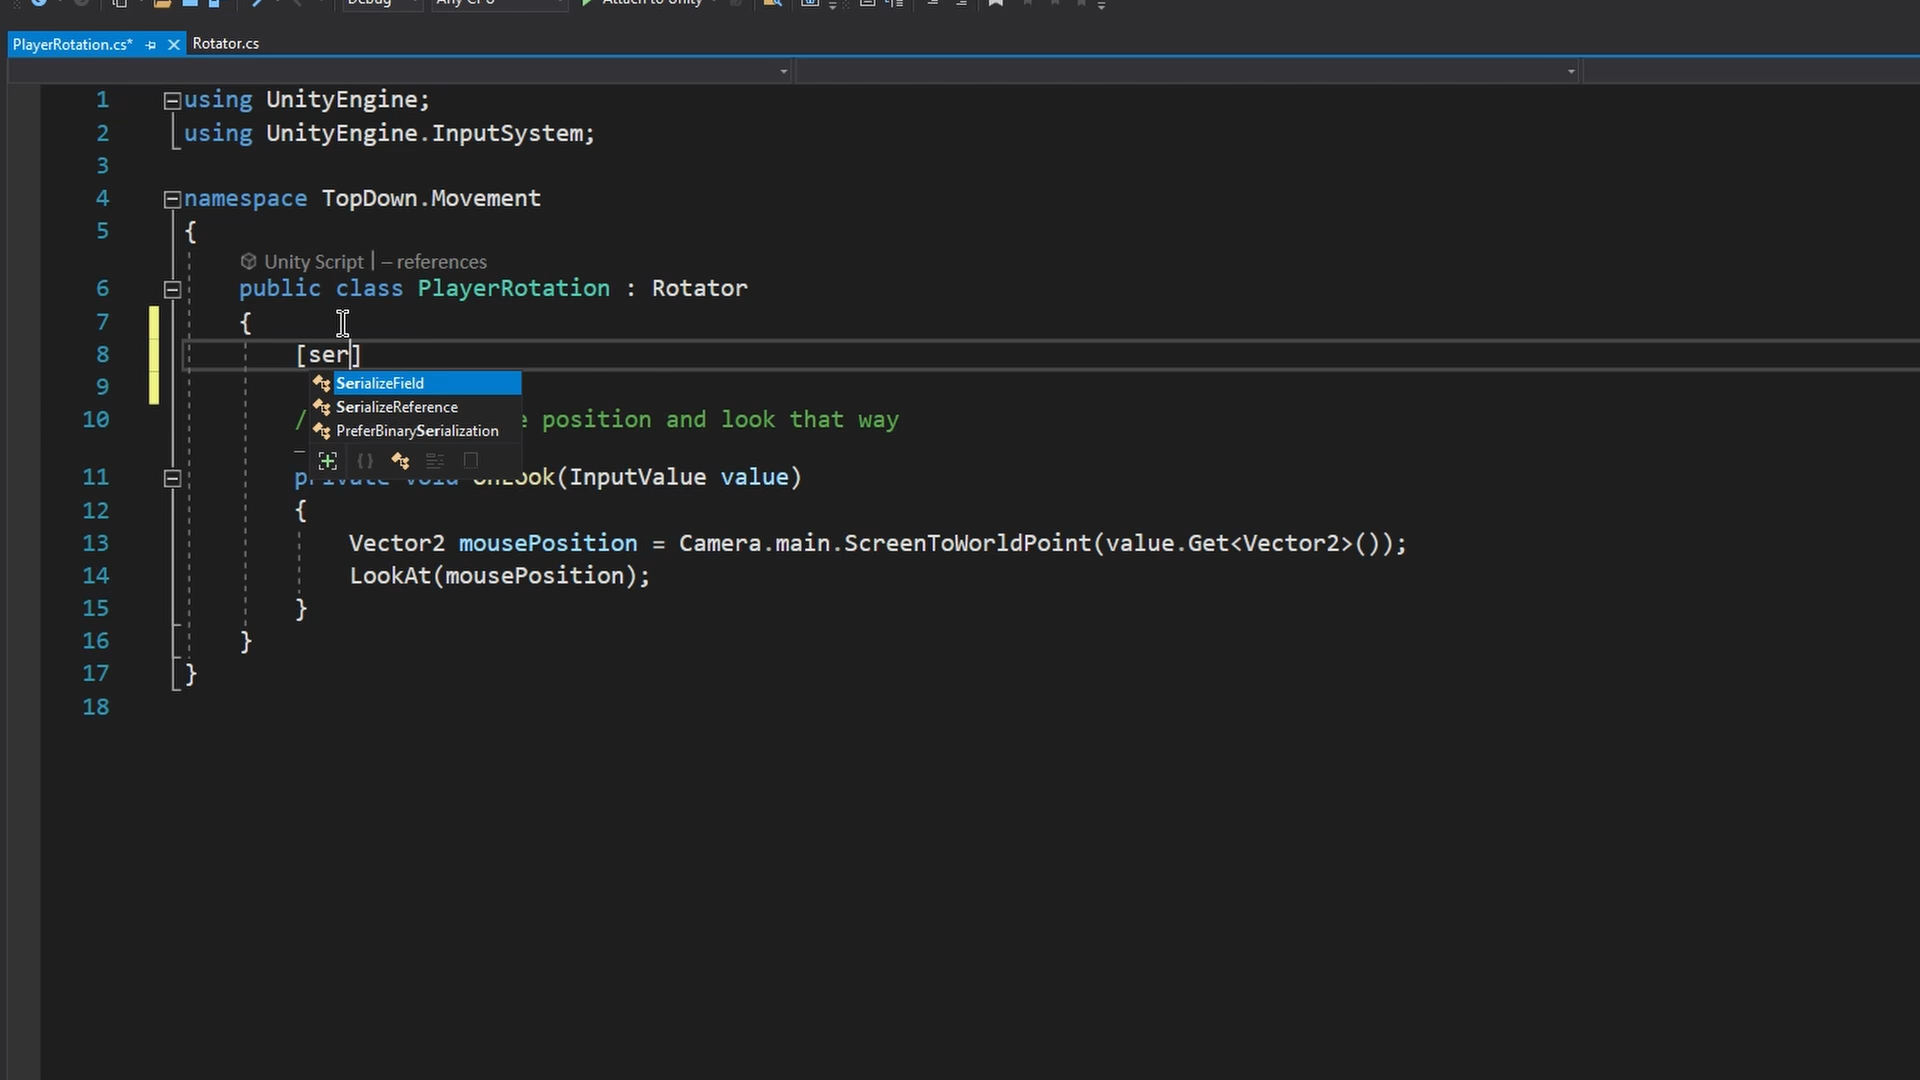 Debug Any CPU Attach to Unity
PlayerRotation.cs* Rotator.cs
1 using UnityEngine;
2 using UnityEngine.InputSystem;
3
4 namespace TopDown.Movement
5 {
Unity Script | – references
6 public class PlayerRotation : Rotator
7 {
8 [ser]
9
SerializeField
SerializeReference
PreferBinarySerialization
10 / position and look that way
11 private void OnLook(InputValue value)
12 {
13 Vector2 mousePosition = Camera.main.ScreenToWorldPoint(value.Get<Vector2>());
14 LookAt(mousePosition);
15 }
16 }
17 }
18